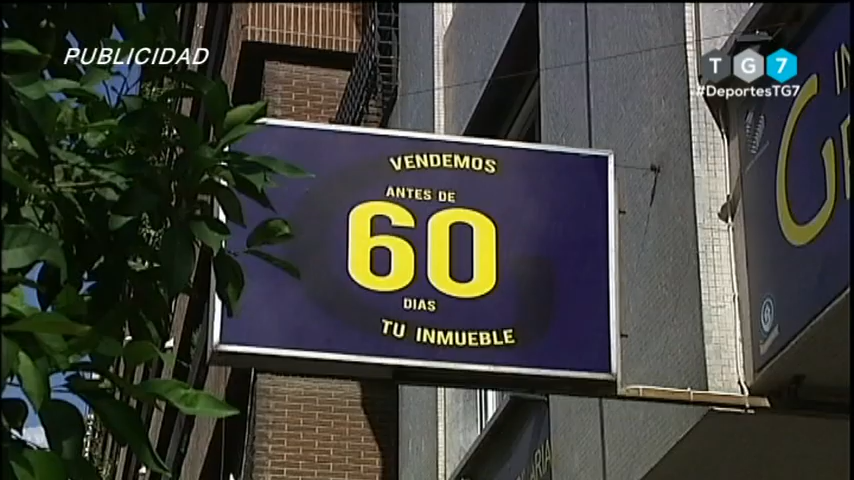 PUBLICIDAD
TG7
#DeportesTG7
VENDEMOS
ANTES DE
60
DIAS
TU INMUEBLE